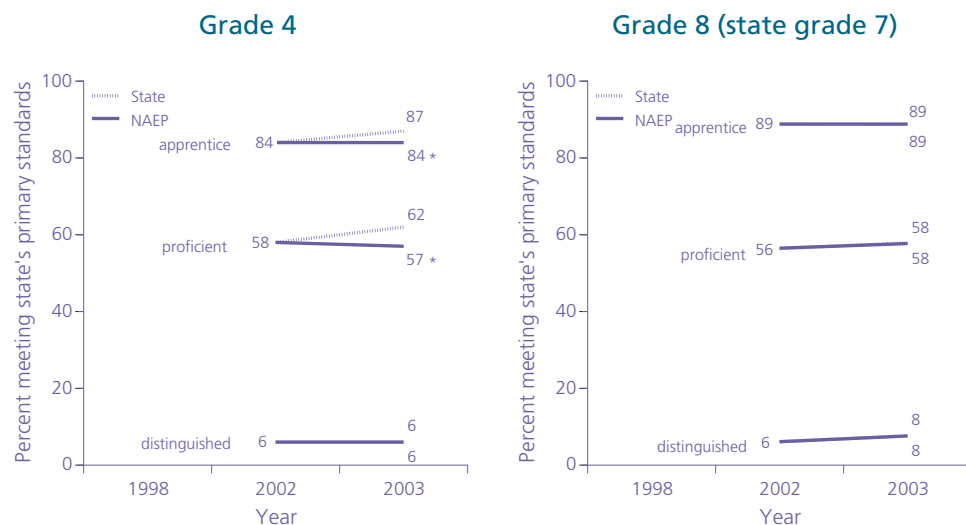 Grade 4
Percent meeting state's primary standards
100
80
60
40
20
0
State
NAEP
apprentice
84
87
84 *
proficient
58
62
57 *
distinguished
6
6
6
1998
2002
2003
Year
Grade 8 (state grade 7)
Percent meeting state's primary standards
100
80
60
40
20
0
State
NAEP
apprentice
89
89
89
proficient
56
58
58
distinguished
6
8
8
1998
2002
2003
Year